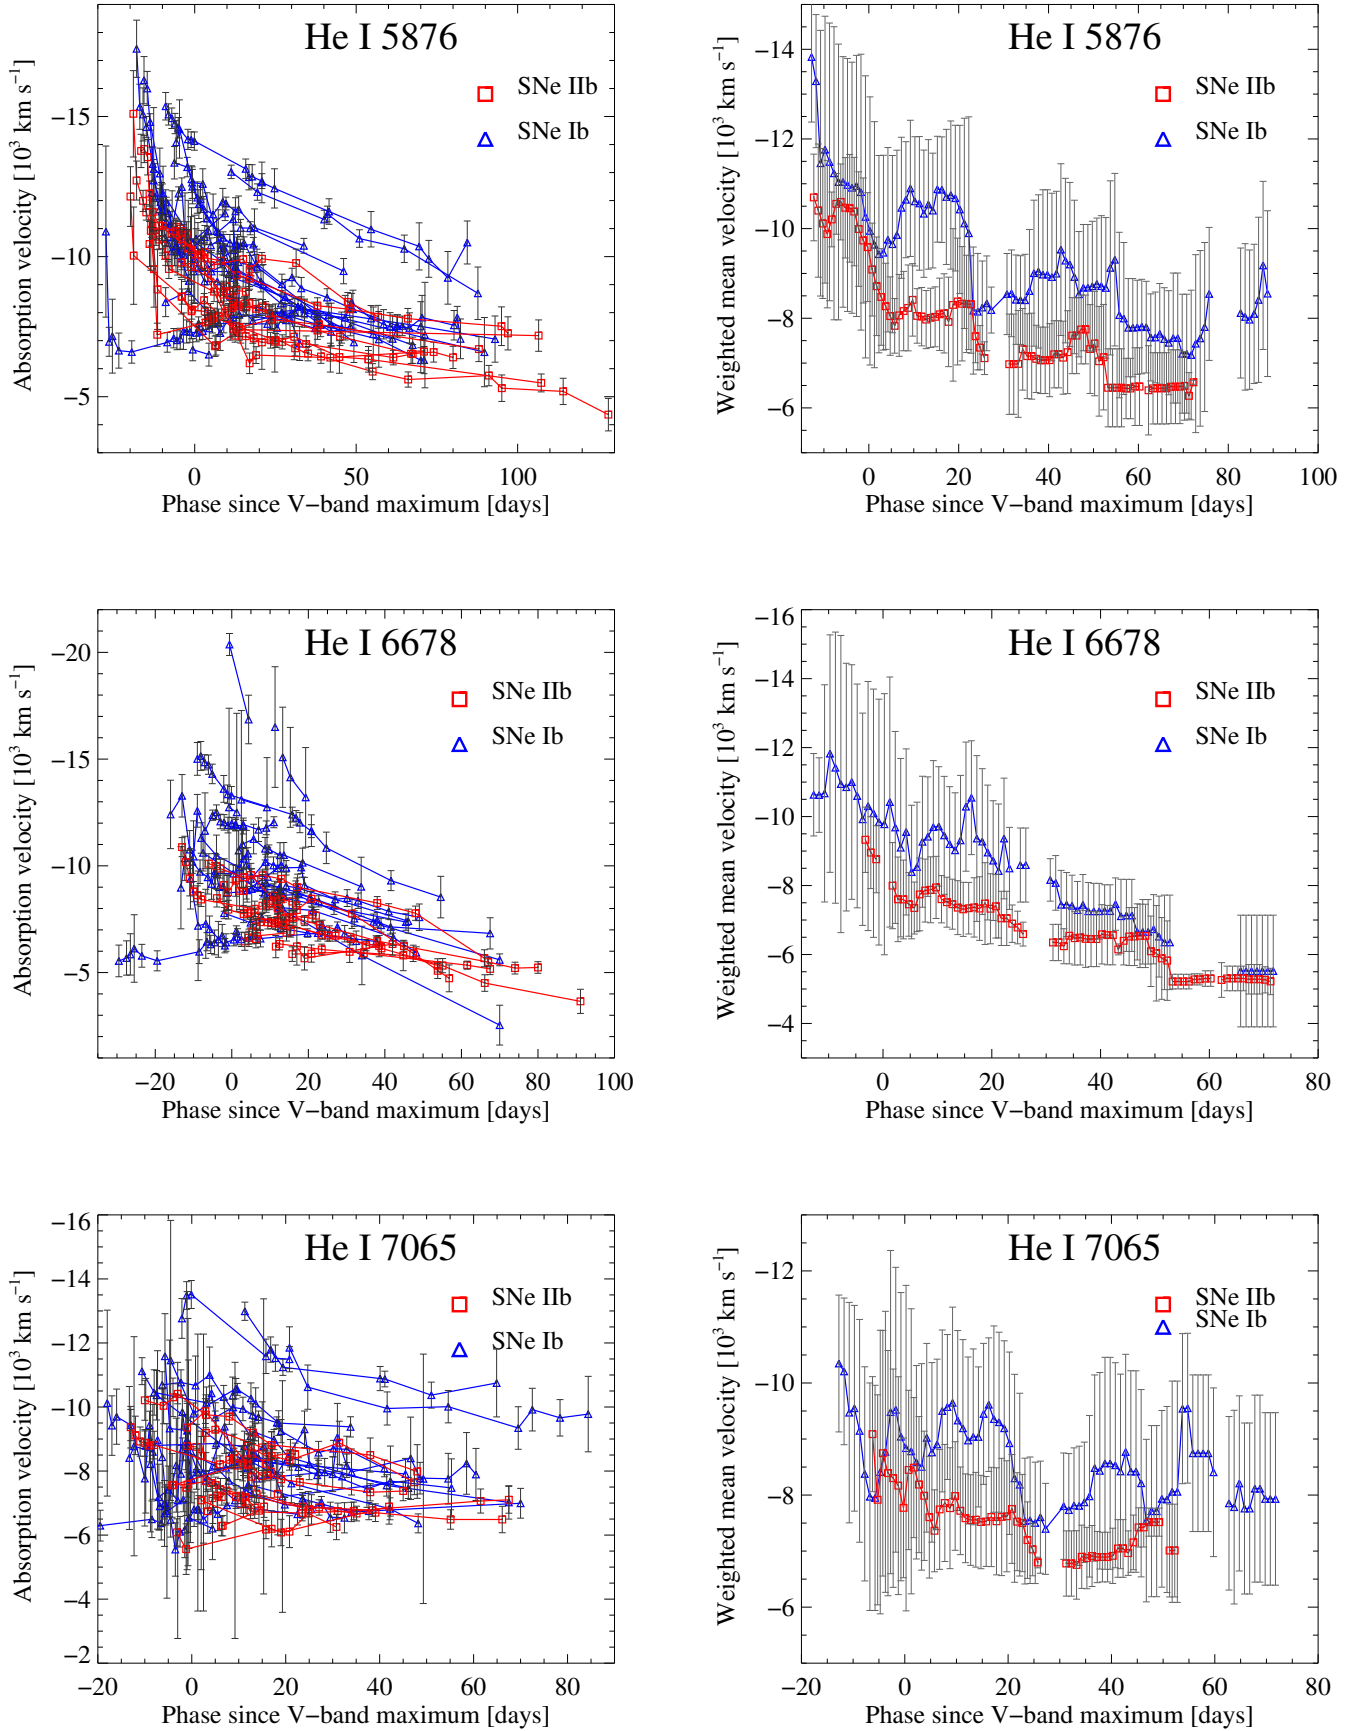 He I 5876
SNe IIb
SNe Ib
−15
−10
−5
0
50
100
Absorption velocity [10³ km s⁻¹]
Phase since V−band maximum [days]
He I 5876
SNe IIb
SNe Ib
−14
−12
−10
−8
−6
0
20
40
60
80
100
Weighted mean velocity [10³ km s⁻¹]
Phase since V−band maximum [days]
He I 6678
SNe IIb
SNe Ib
−20
−15
−10
−5
−20
0
20
40
60
80
100
Absorption velocity [10³ km s⁻¹]
Phase since V−band maximum [days]
He I 6678
SNe IIb
SNe Ib
−16
−14
−12
−10
−8
−6
−4
0
20
40
60
80
Weighted mean velocity [10³ km s⁻¹]
Phase since V−band maximum [days]
He I 7065
SNe IIb
SNe Ib
−16
−14
−12
−10
−8
−6
−4
−2
−20
0
20
40
60
80
Absorption velocity [10³ km s⁻¹]
Phase since V−band maximum [days]
He I 7065
SNe IIb
SNe Ib
−12
−10
−8
−6
−20
0
20
40
60
80
Weighted mean velocity [10³ km s⁻¹]
Phase since V−band maximum [days]